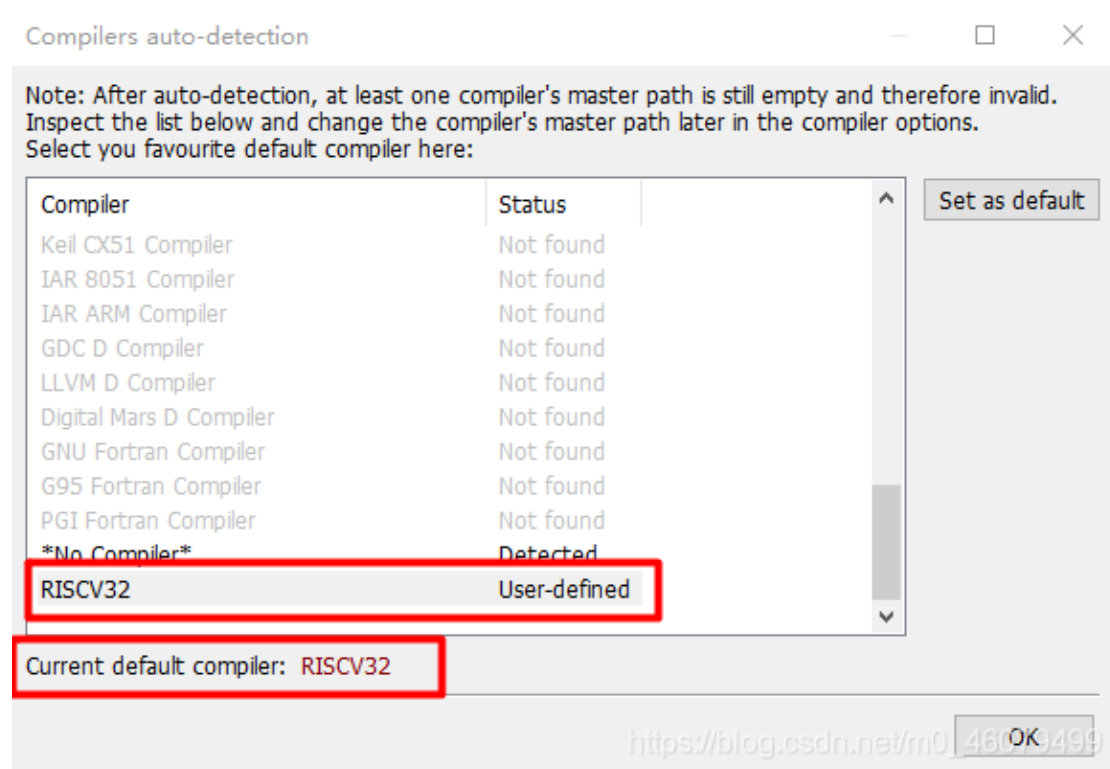 Compilers auto-detection
Note: After auto-detection, at least one compiler's master path is still empty and therefore invalid.
Inspect the list below and change the compiler's master path later in the compiler options.
Select you favourite default compiler here:
Compiler Status
Set as default
Keil CX51 Compiler Not found
IAR 8051 Compiler Not found
IAR ARM Compiler Not found
GDC D Compiler Not found
LLVM D Compiler Not found
Digital Mars D Compiler Not found
GNU Fortran Compiler Not found
G95 Fortran Compiler Not found
PGI Fortran Compiler Not found
*No Compiler* Detected
RISCV32 User-defined
Current default compiler: RISCV32
OK
https://blog.csdn.net/m0_46079499